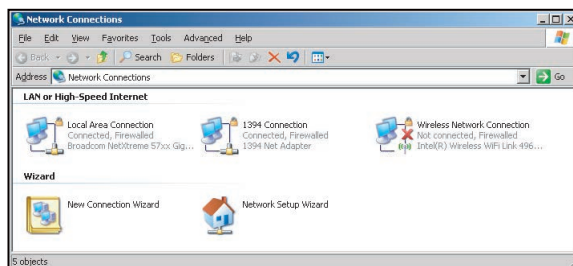 Network Connections
File Edit View Favorites Tools Advanced Help
Back Search Folders
Address Network Connections Go
LAN or High-Speed Internet
Local Area Connection
Connected, Firewalled
Broadcom NetXtreme 57xx Gig...
1394 Connection
Connected, Firewalled
1394 Net Adapter
Wireless Network Connection
Not connected, Firewalled
Intel(R) Wireless WiFi Link 496...
Wizard
New Connection Wizard
Network Setup Wizard
5 objects